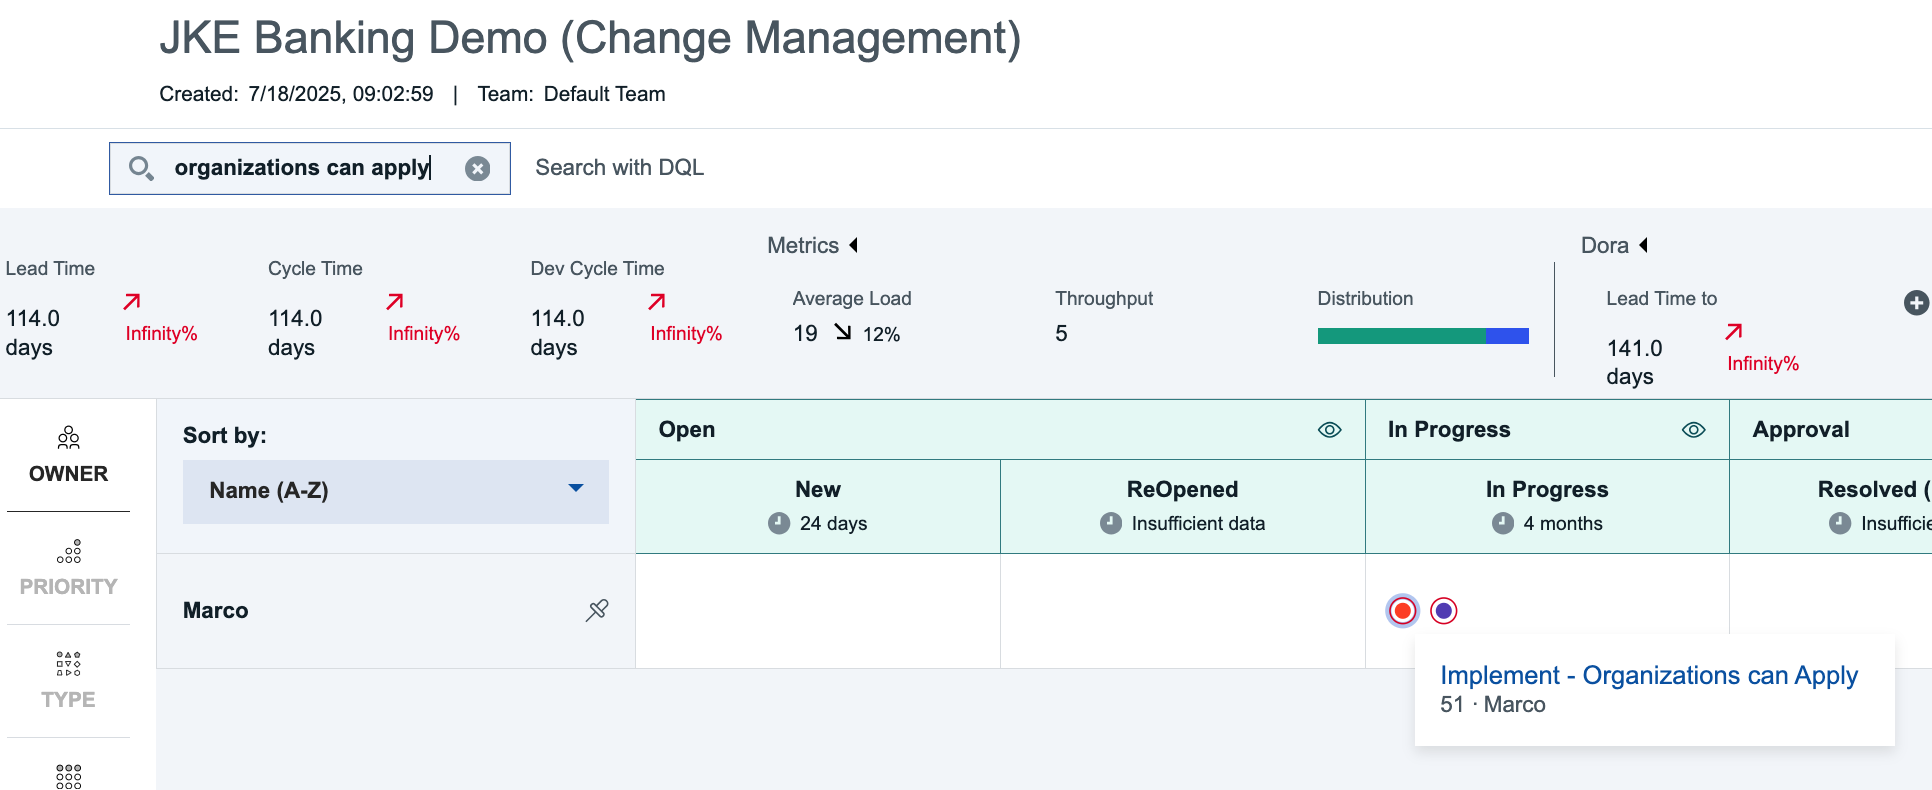 JKE Banking Demo (Change Management)
Created: 7/18/2025, 09:02:59 | Team: Default Team
organizations can apply
Search with DQL
Metrics
Dora
Lead Time
114.0 days
Infinity%
Cycle Time
114.0 days
Infinity%
Dev Cycle Time
114.0 days
Infinity%
Average Load
19 12%
Throughput
5
Distribution
Lead Time to
141.0 days
Infinity%
OWNER
PRIORITY
TYPE
Sort by:
Name (A-Z)
Open
In Progress
Approval
New
24 days
ReOpened
Insufficient data
In Progress
4 months
Resolved (
Insufficie
Marco
Implement - Organizations can Apply
51 · Marco